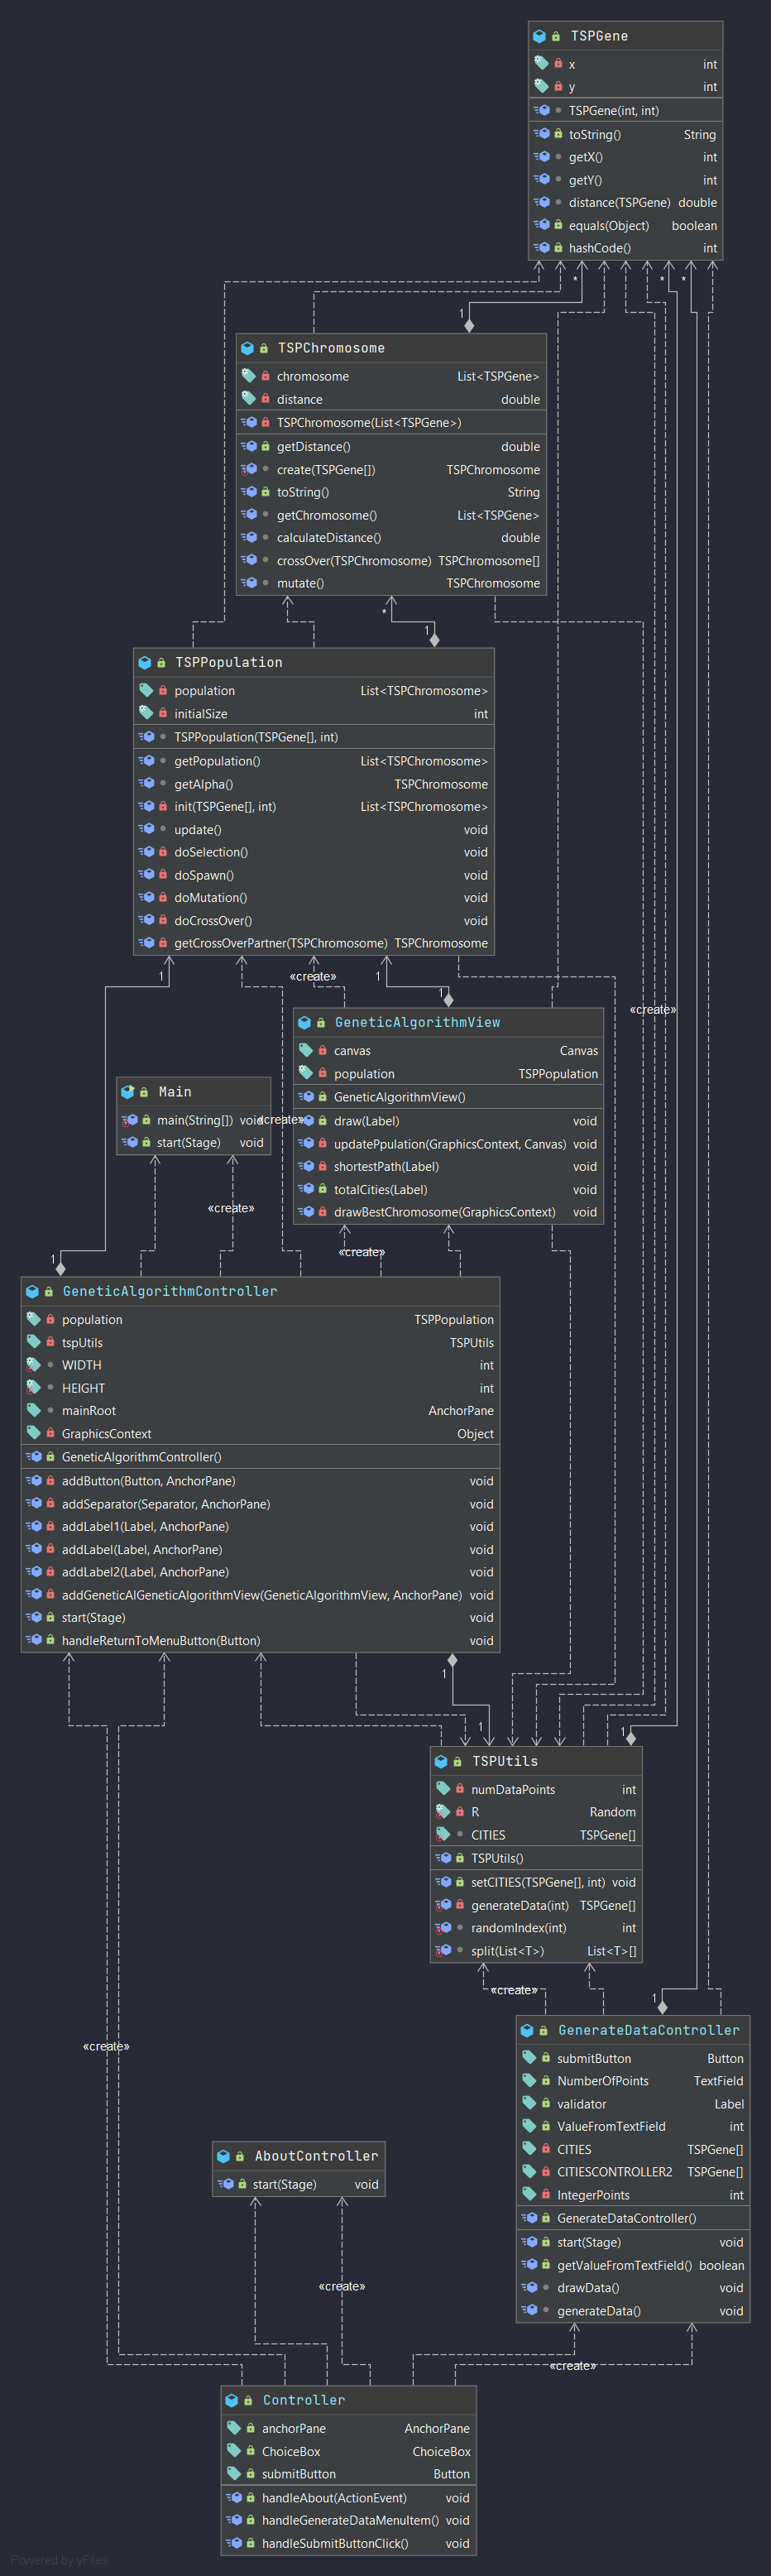 TSPGene
x int
y int
TSPGene(int, int)
toString() String
getX() int
getY() int
distance(TSPGene) double
equals(Object) boolean
hashCode() int
* * *
1
TSPChromosome
chromosome List<TSPGene>
distance double
TSPChromosome(List<TSPGene>)
getDistance() double
create(TSPGene[]) TSPChromosome
toString() String
getChromosome() List<TSPGene>
calculateDistance() double
crossOver(TSPChromosome) TSPChromosome[]
mutate() TSPChromosome
*
1
TSPPopulation
population List<TSPChromosome>
initialSize int
TSPPopulation(TSPGene[], int)
getPopulation() List<TSPChromosome>
getAlpha() TSPChromosome
init(TSPGene[], int) List<TSPChromosome>
update() void
doSelection() void
doSpawn() void
doMutation() void
doCrossOver() void
getCrossOverPartner(TSPChromosome) TSPChromosome
1 «create» 1
1
«create»
GeneticAlgorithmView
canvas Canvas
population TSPPopulation
GeneticAlgorithmView()
draw(Label) void
updatePpulation(GraphicsContext, Canvas) void
shortestPath(Label) void
totalCities(Label) void
drawBestChromosome(GraphicsContext) void
Main
main(String[]) void
start(Stage) void
«create»
«create»
«create»
1
GeneticAlgorithmController
population TSPPopulation
tspUtils TSPUtils
WIDTH int
HEIGHT int
mainRoot AnchorPane
GraphicsContext Object
GeneticAlgorithmController()
addButton(Button, AnchorPane) void
addSeparator(Separator, AnchorPane) void
addLabel1(Label, AnchorPane) void
addLabel(Label, AnchorPane) void
addLabel2(Label, AnchorPane) void
addGeneticAlGeneticAlgorithmView(GeneticAlgorithmView, AnchorPane) void
start(Stage) void
handleReturnToMenuButton(Button) void
1
1 1
TSPUtils
numDataPoints int
R Random
CITIES TSPGene[]
TSPUtils()
setCITIES(TSPGene[], int) void
generateData(int) TSPGene[]
randomIndex(int) int
split(List<T>) List<T>[]
«create»
1
GenerateDataController
submitButton Button
NumberOfPoints TextField
validator Label
ValueFromTextField int
CITIES TSPGene[]
CITIESCONTROLLER2 TSPGene[]
IntegerPoints int
GenerateDataController()
start(Stage) void
getValueFromTextField() boolean
drawData() void
generateData() void
«create»
AboutController
start(Stage) void
«create»
«create»
Controller
anchorPane AnchorPane
ChoiceBox ChoiceBox
submitButton Button
handleAbout(ActionEvent) void
handleGenerateDataMenuItem() void
handleSubmitButtonClick() void
Powered by yFiles